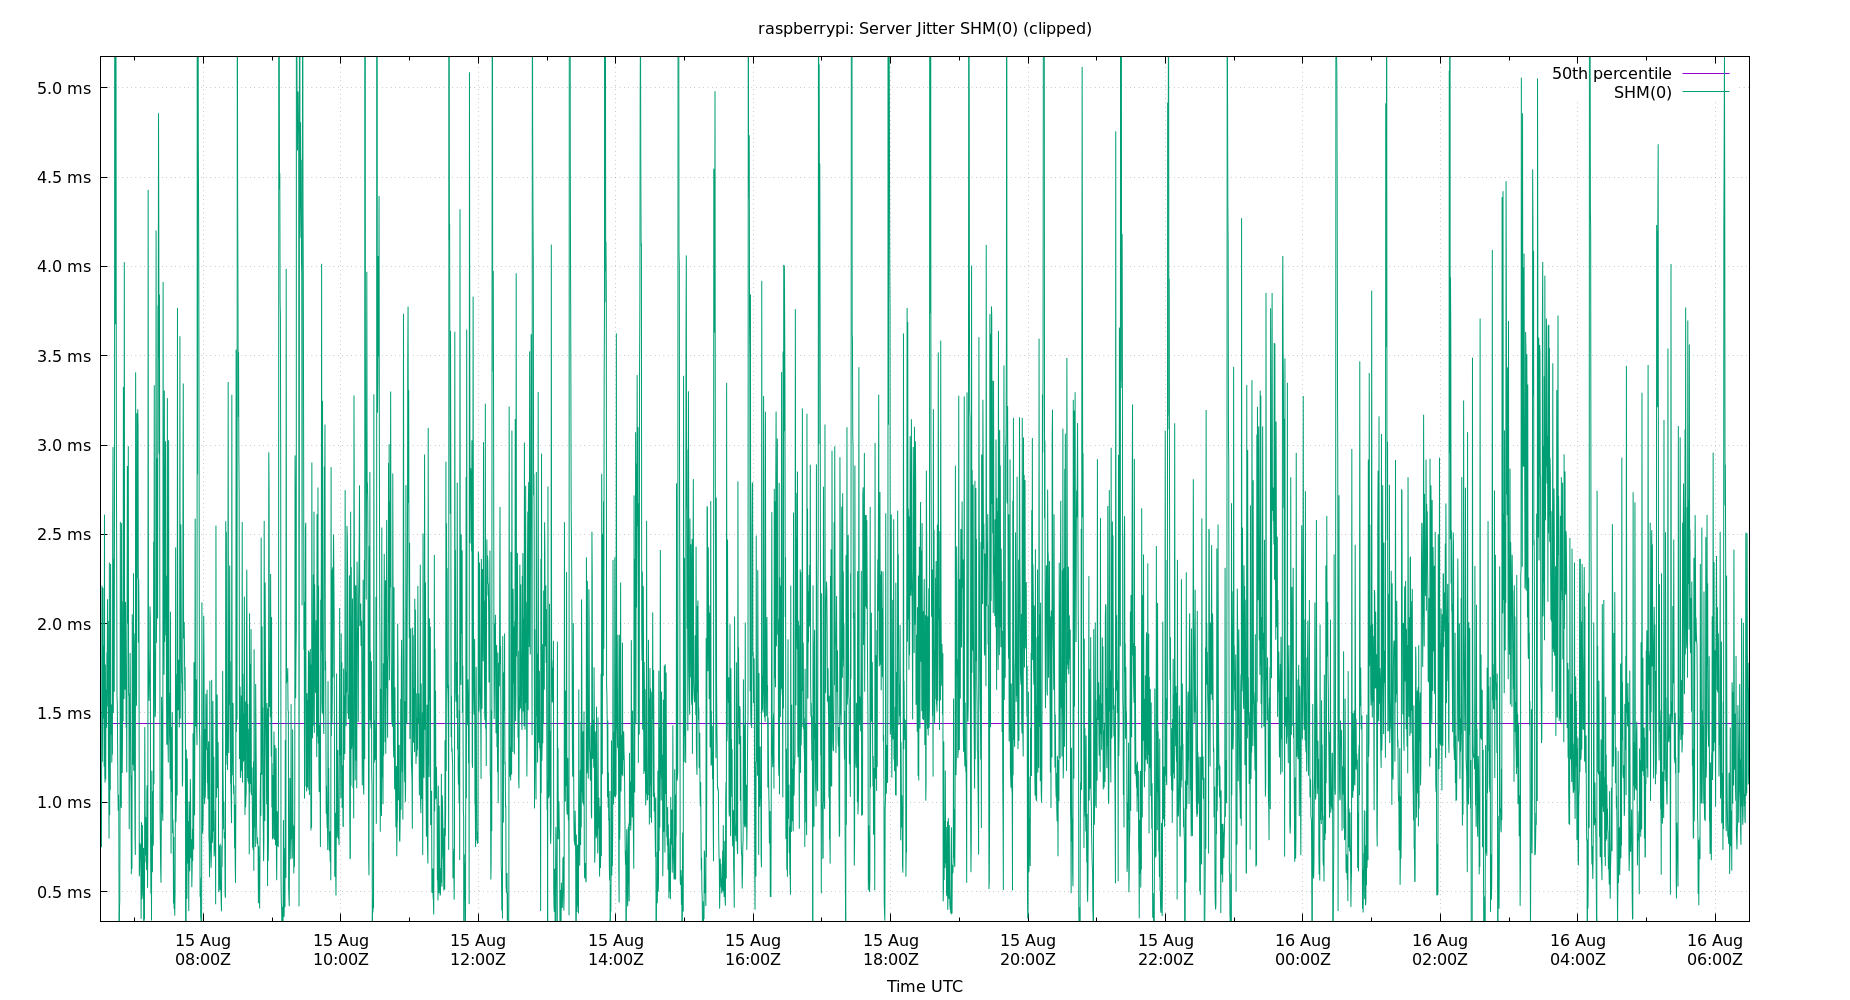 raspberrypi: Server Jitter SHM(0) (clipped)
50th percentile
SHM(0)
5.0 ms
4.5 ms
4.0 ms
3.5 ms
3.0 ms
2.5 ms
2.0 ms
1.5 ms
1.0 ms
0.5 ms
15 Aug 15 Aug 15 Aug 15 Aug 15 Aug 15 Aug 15 Aug 15 Aug 16 Aug 16 Aug 16 Aug 16 Aug
08:00Z 10:00Z 12:00Z 14:00Z 16:00Z 18:00Z 20:00Z 22:00Z 00:00Z 02:00Z 04:00Z 06:00Z
Time UTC